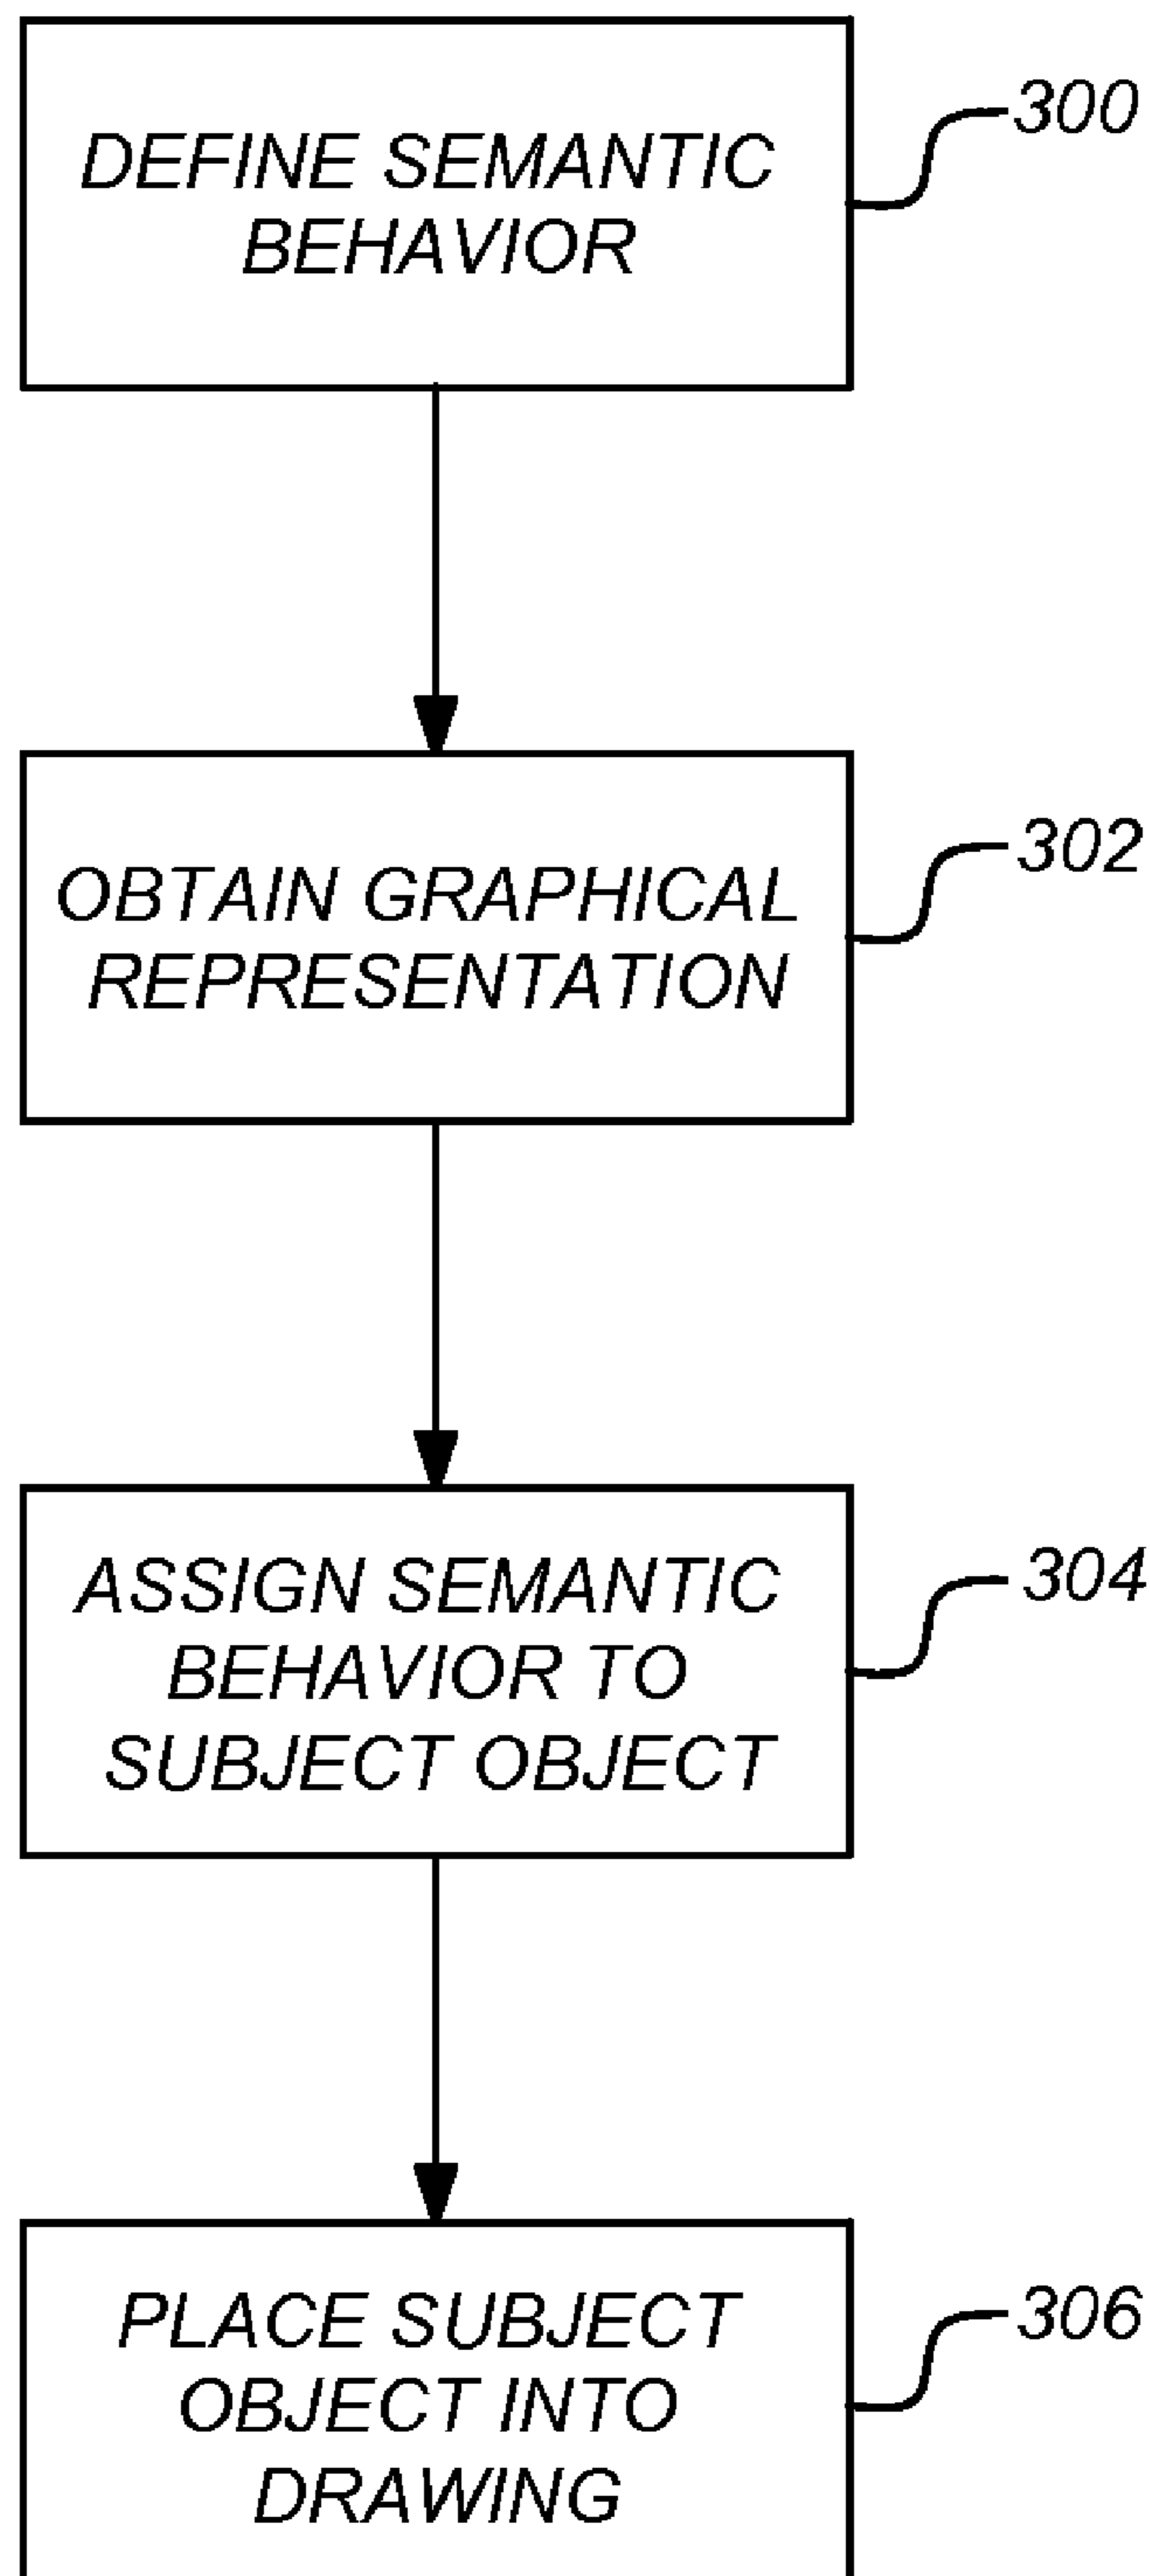 DEFINE SEMANTIC
BEHAVIOR
300
OBTAIN GRAPHICAL
REPRESENTATION
302
ASSIGN SEMANTIC
BEHAVIOR TO
SUBJECT OBJECT
304
PLACE SUBJECT
OBJECT INTO
DRAWING
306